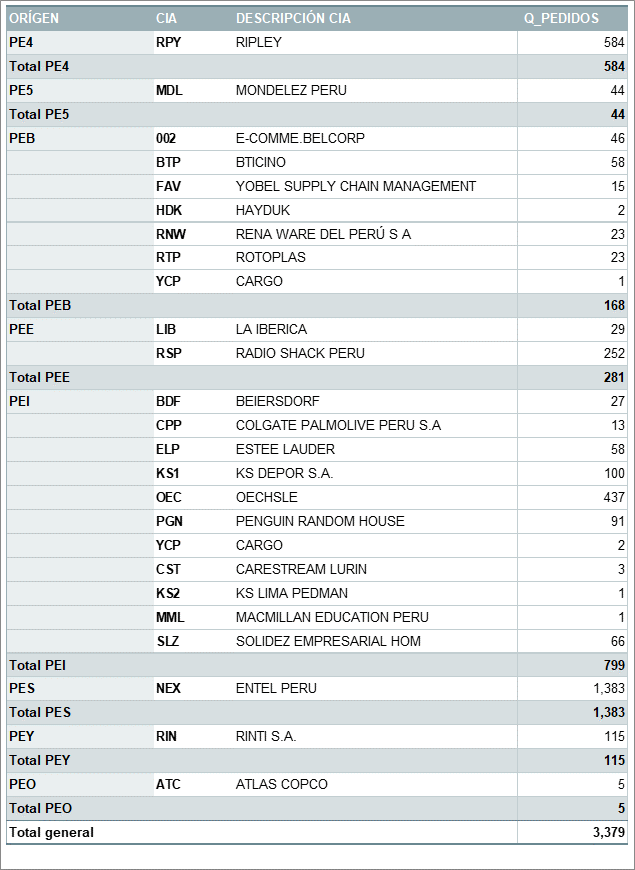 ORÍGEN CIA DESCRIPCIÓN CIA Q_PEDIDOS
PE4 RPY RIPLEY 584
Total PE4 584
PE5 MDL MONDELEZ PERU 44
Total PE5 44
PEB 002 E-COMME.BELCORP 46
BTP BTICINO 58
FAV YOBEL SUPPLY CHAIN MANAGEMENT 15
HDK HAYDUK 2
RNW RENA WARE DEL PERÚ S A 23
RTP ROTOPLAS 23
YCP CARGO 1
Total PEB 168
PEE LIB LA IBERICA 29
RSP RADIO SHACK PERU 252
Total PEE 281
PEI BDF BEIERSDORF 27
CPP COLGATE PALMOLIVE PERU S.A 13
ELP ESTEE LAUDER 58
KS1 KS DEPOR S.A. 100
OEC OECHSLE 437
PGN PENGUIN RANDOM HOUSE 91
YCP CARGO 2
CST CARESTREAM LURIN 3
KS2 KS LIMA PEDMAN 1
MML MACMILLAN EDUCATION PERU 1
SLZ SOLIDEZ EMPRESARIAL HOM 66
Total PEI 799
PES NEX ENTEL PERU 1,383
Total PES 1,383
PEY RIN RINTI S.A. 115
Total PEY 115
PEO ATC ATLAS COPCO 5
Total PEO 5
Total general 3,379